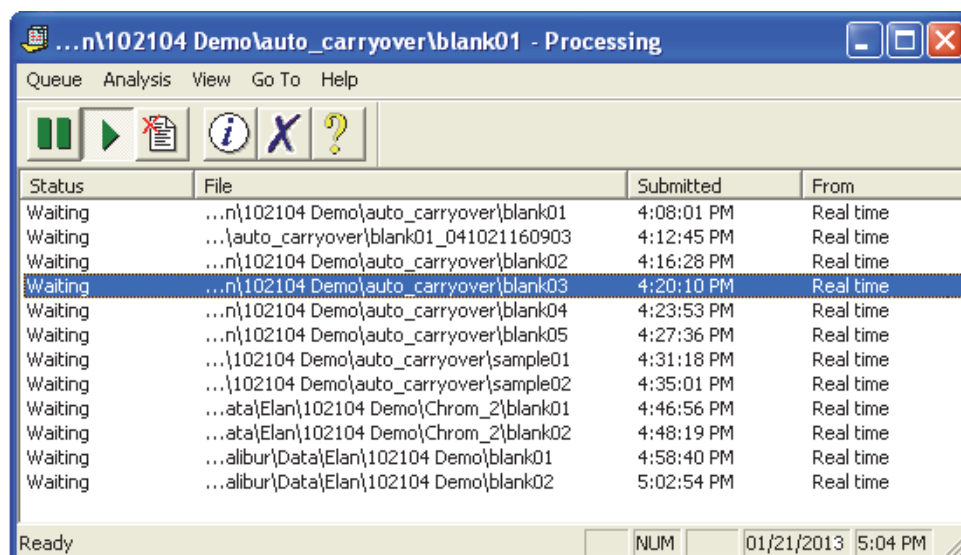 ...n\102104 Demo\auto_carryover\blank01 - Processing
Queue Analysis View Go To Help
Status File Submitted From
Waiting ...n\102104 Demo\auto_carryover\blank01 4:08:01 PM Real time
Waiting ...\auto_carryover\blank01_041021160903 4:12:45 PM Real time
Waiting ...n\102104 Demo\auto_carryover\blank02 4:16:28 PM Real time
Waiting ...n\102104 Demo\auto_carryover\blank03 4:20:10 PM Real time
Waiting ...n\102104 Demo\auto_carryover\blank04 4:23:53 PM Real time
Waiting ...n\102104 Demo\auto_carryover\blank05 4:27:36 PM Real time
Waiting ...\102104 Demo\auto_carryover\sample01 4:31:18 PM Real time
Waiting ...\102104 Demo\auto_carryover\sample02 4:35:01 PM Real time
Waiting ...ata\Elan\102104 Demo\Chrom_2\blank01 4:46:56 PM Real time
Waiting ...ata\Elan\102104 Demo\Chrom_2\blank02 4:48:19 PM Real time
Waiting ...alibur\Data\Elan\102104 Demo\blank01 4:58:40 PM Real time
Waiting ...alibur\Data\Elan\102104 Demo\blank02 5:02:54 PM Real time
Ready NUM 01/21/2013 5:04 PM